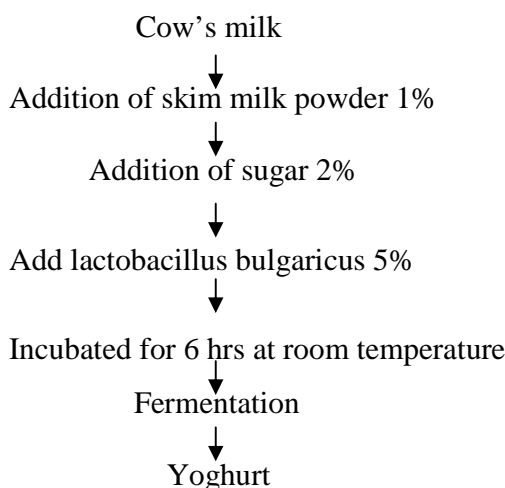 Cow’s milk
Addition of skim milk powder 1%
Addition of sugar 2%
Add lactobacillus bulgaricus 5%
Incubated for 6 hrs at room temperature
Fermentation
Yoghurt